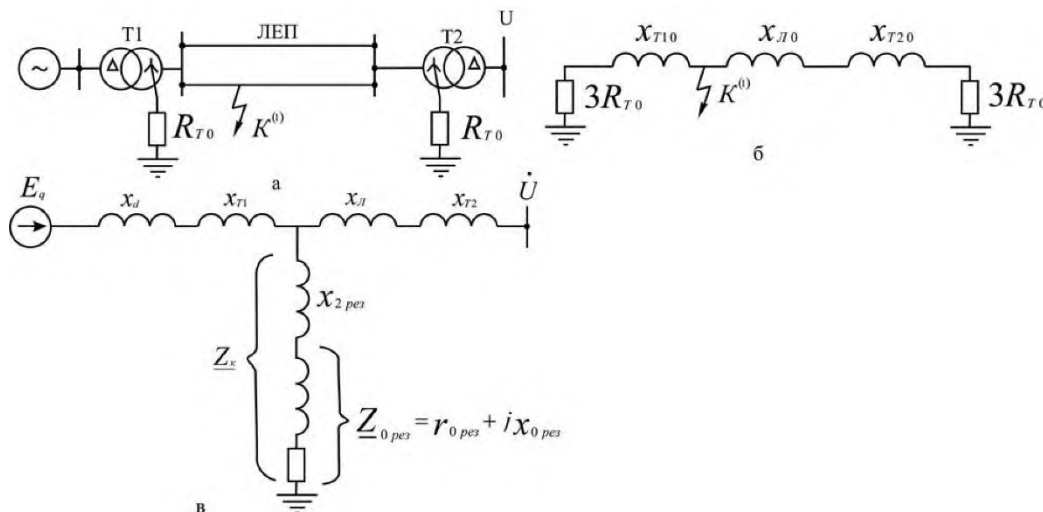 T1
ЛЕП
T2
U
~
Δ
Δ
R_{T0}
K^{(1)}
R_{T0}
а
x_{T10}
x_{Л0}
x_{T20}
3R_{T0}
K^{(1)}
3R_{T0}
б
E_q
x_d
x_{T1}
x_Л
x_{T2}
U̇
x_{2 рез}
Z_к
Z_{0 рез} = r_{0 рез} + jx_{0 рез}
в